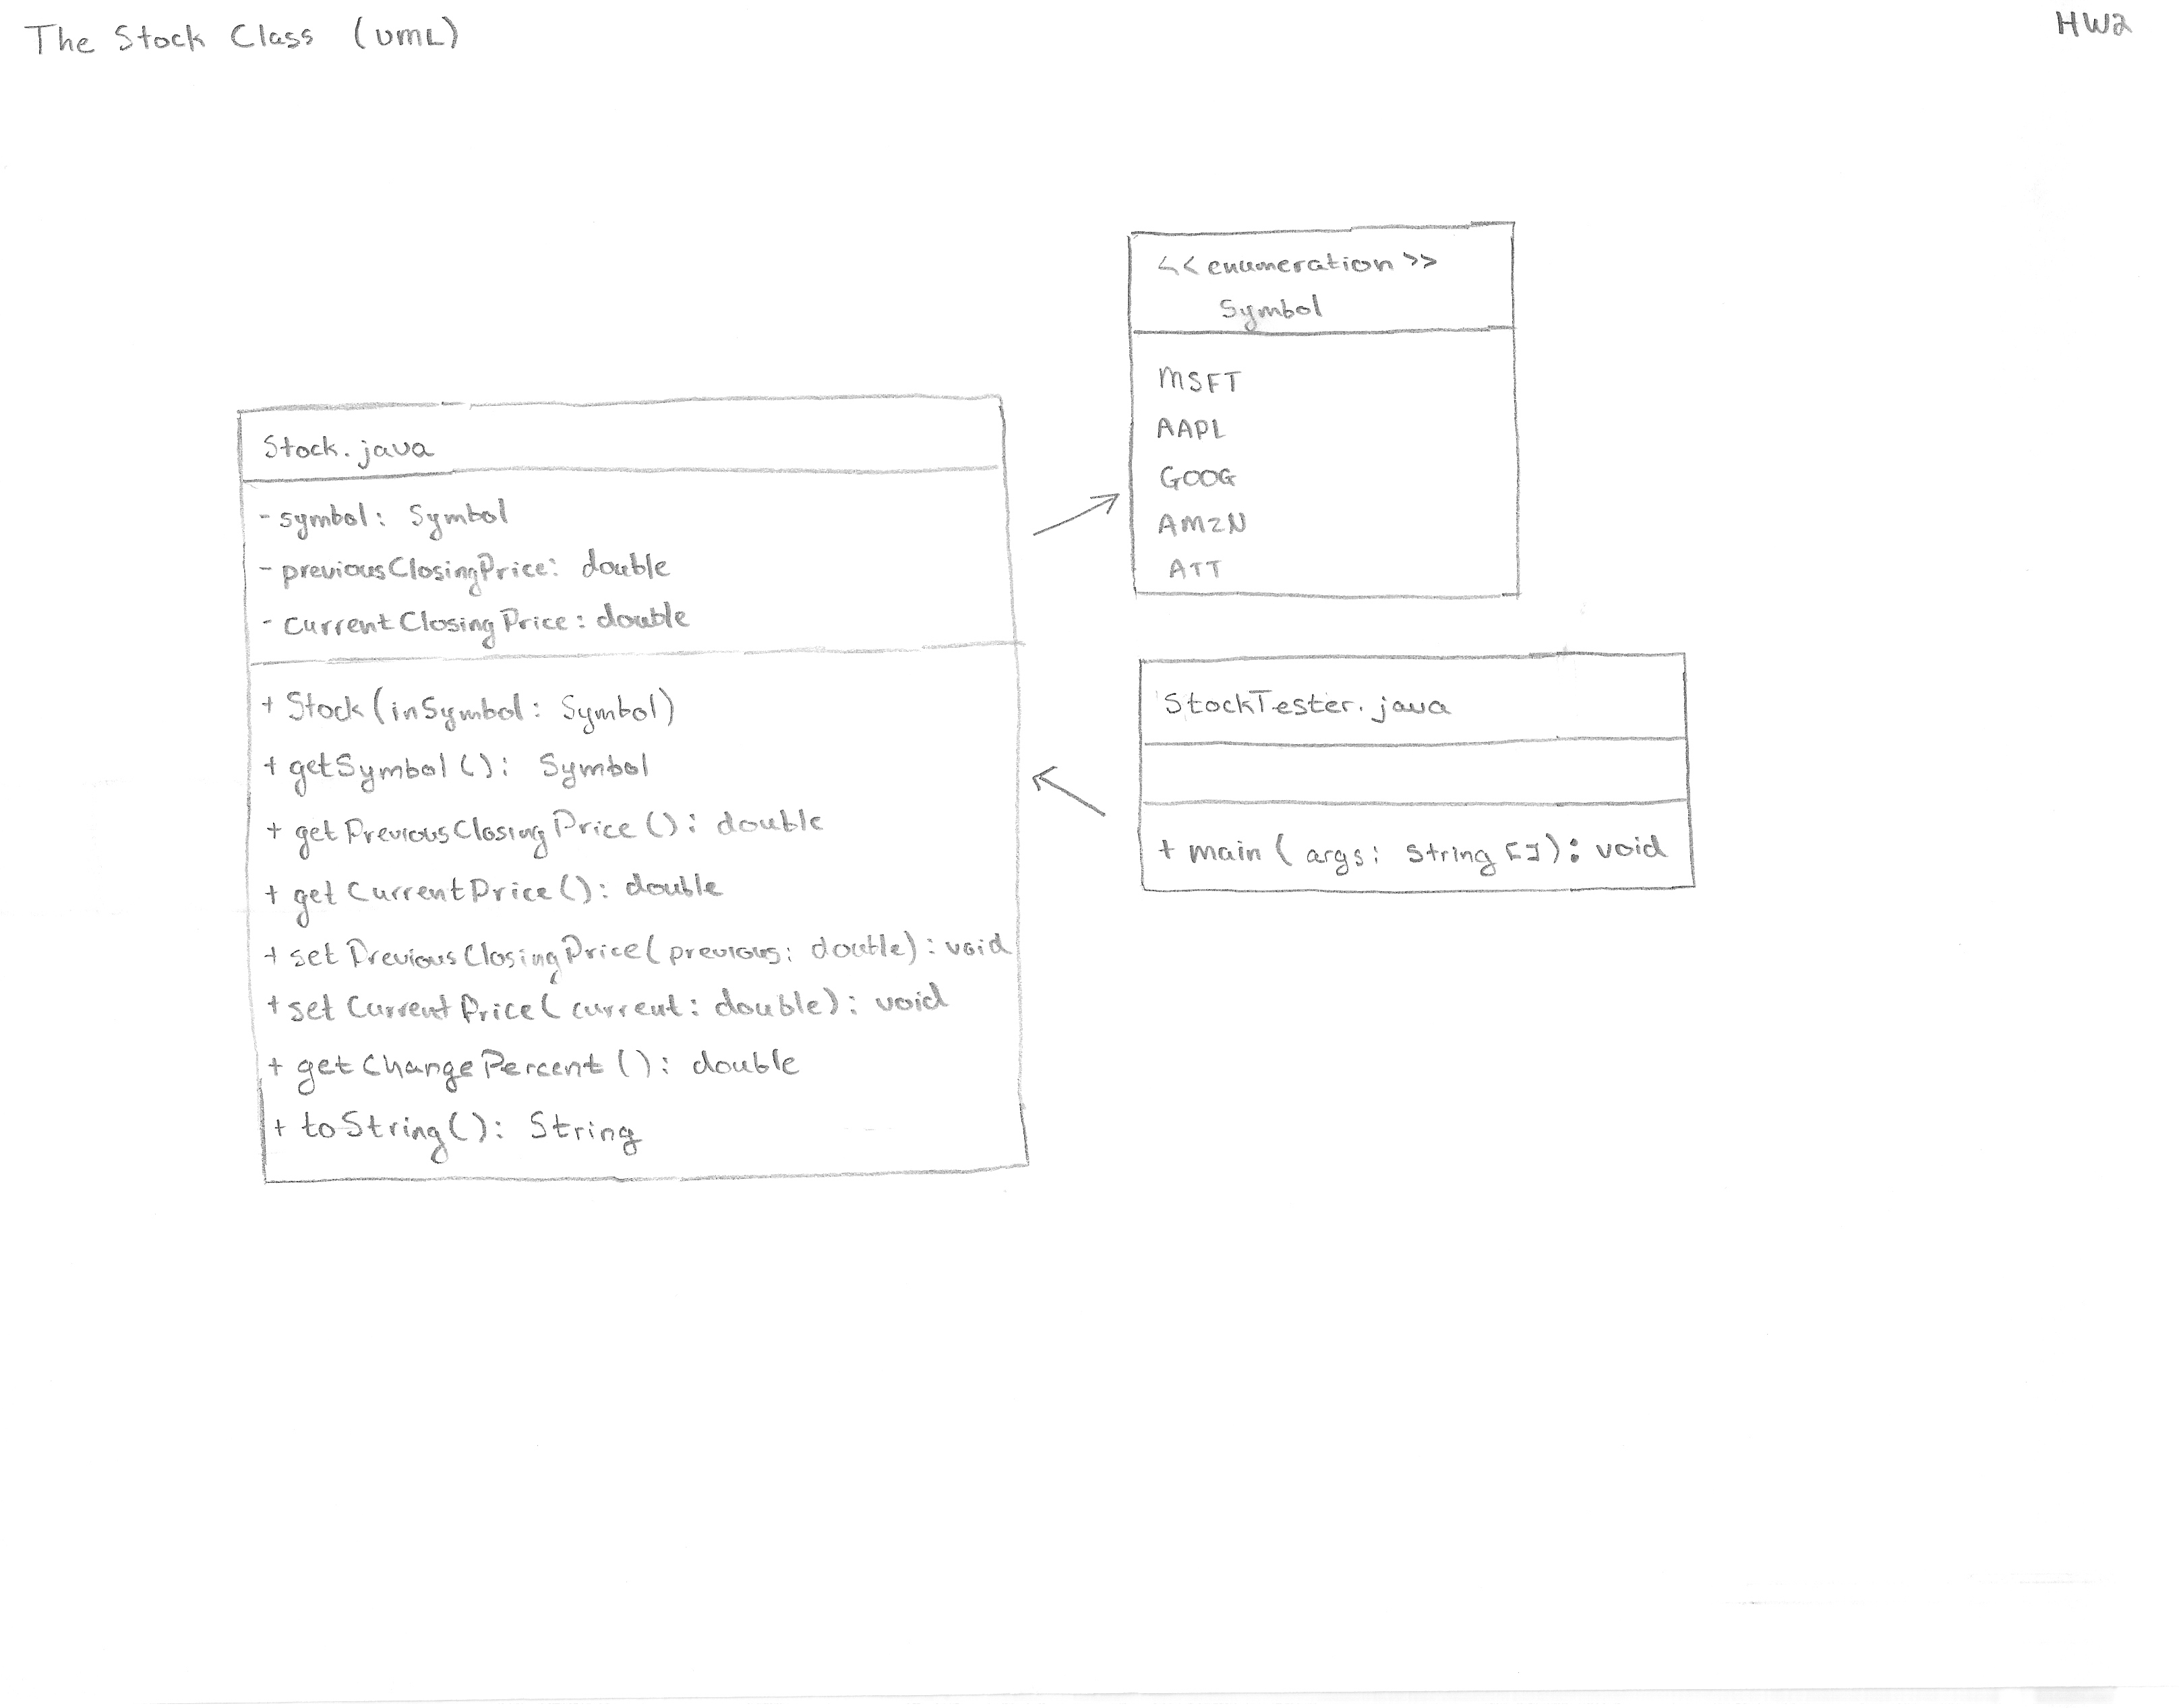 The Stock Class (UML)
HW2
<<enumeration>>
Symbol
MSFT
AAPL
GOOG
AMZN
ATT
Stock.java
- symbol: Symbol
- previousClosingPrice: double
- currentClosingPrice: double
+ Stock(inSymbol: Symbol)
+ getSymbol(): Symbol
+ getPreviousClosingPrice(): double
+ getCurrentPrice(): double
+ setPreviousClosingPrice(previous: double): void
+ setCurrentPrice(current: double): void
+ getChangePercent(): double
+ toString(): String
StockTester.java
+ main(args: String[]): void